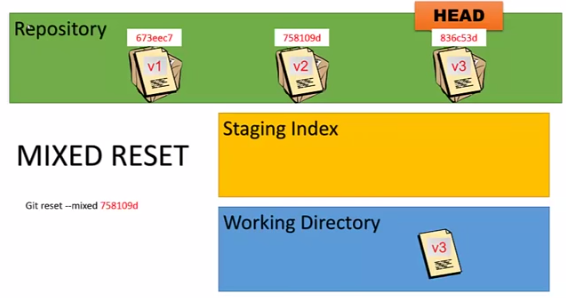 HEAD
Repository
673eec7
758109d
836c53d
v1
v2
v3
Staging Index
MIXED RESET
Git reset --mixed 758109d
Working Directory
v3